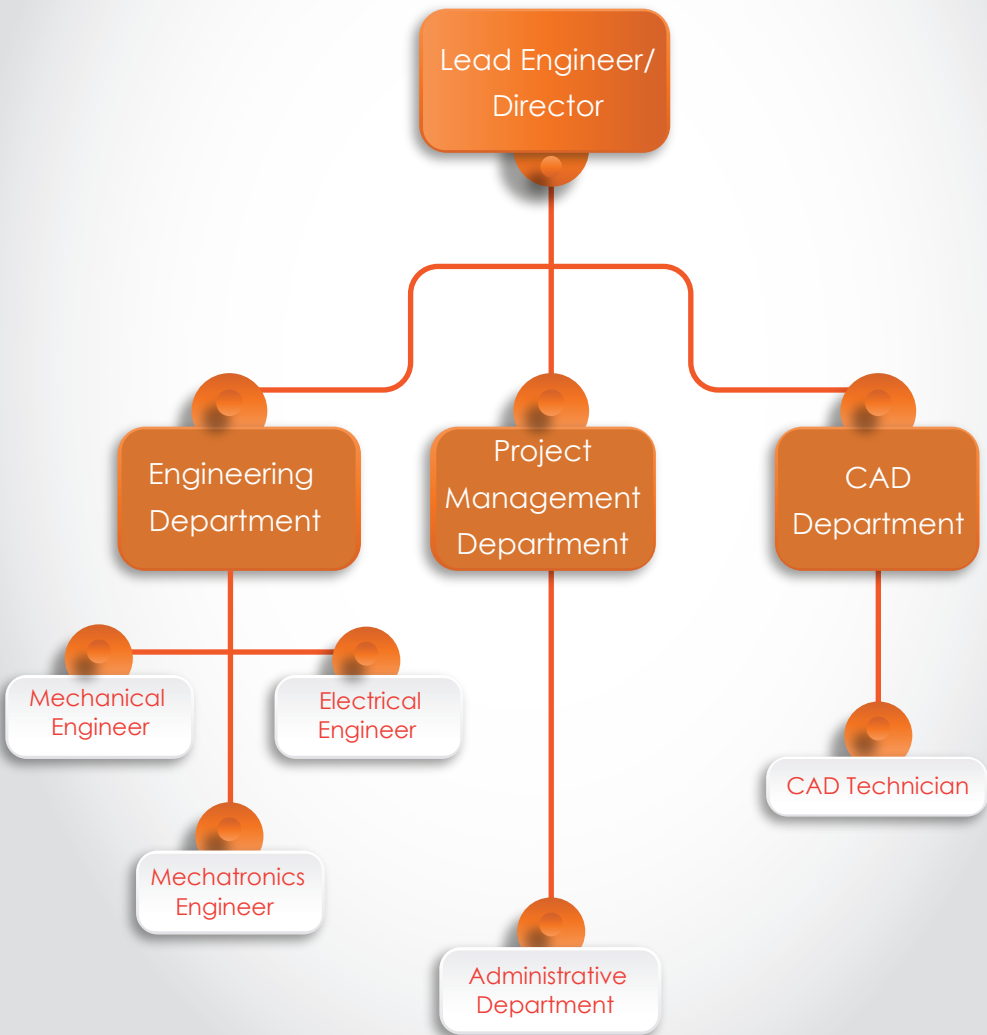 Lead Engineer/
Director
Engineering
Department
Project
Management
Department
CAD
Department
Mechanical
Engineer
Electrical
Engineer
CAD Technician
Mechatronics
Engineer
Administrative
Department